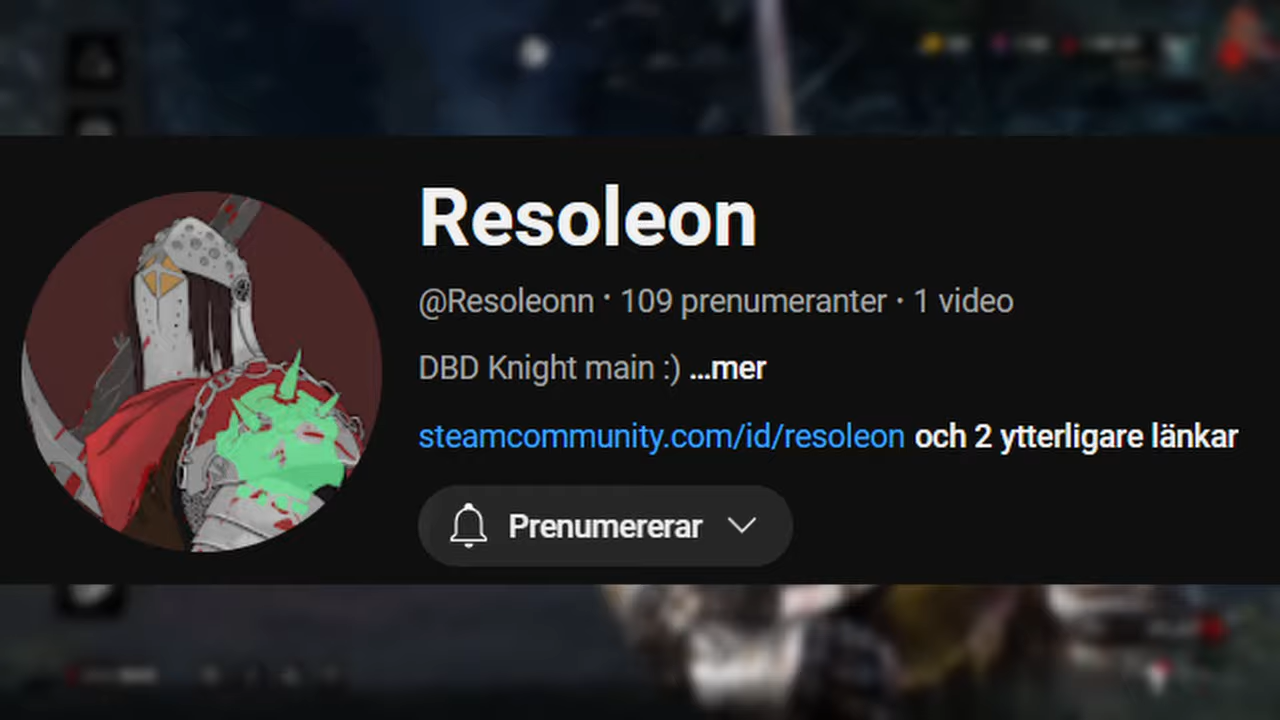 Resoleon
@Resoleonn · 109 prenumeranter · 1 video
DBD Knight main :) ...mer
steamcommunity.com/id/resoleon och 2 ytterligare länkar
Prenumererar